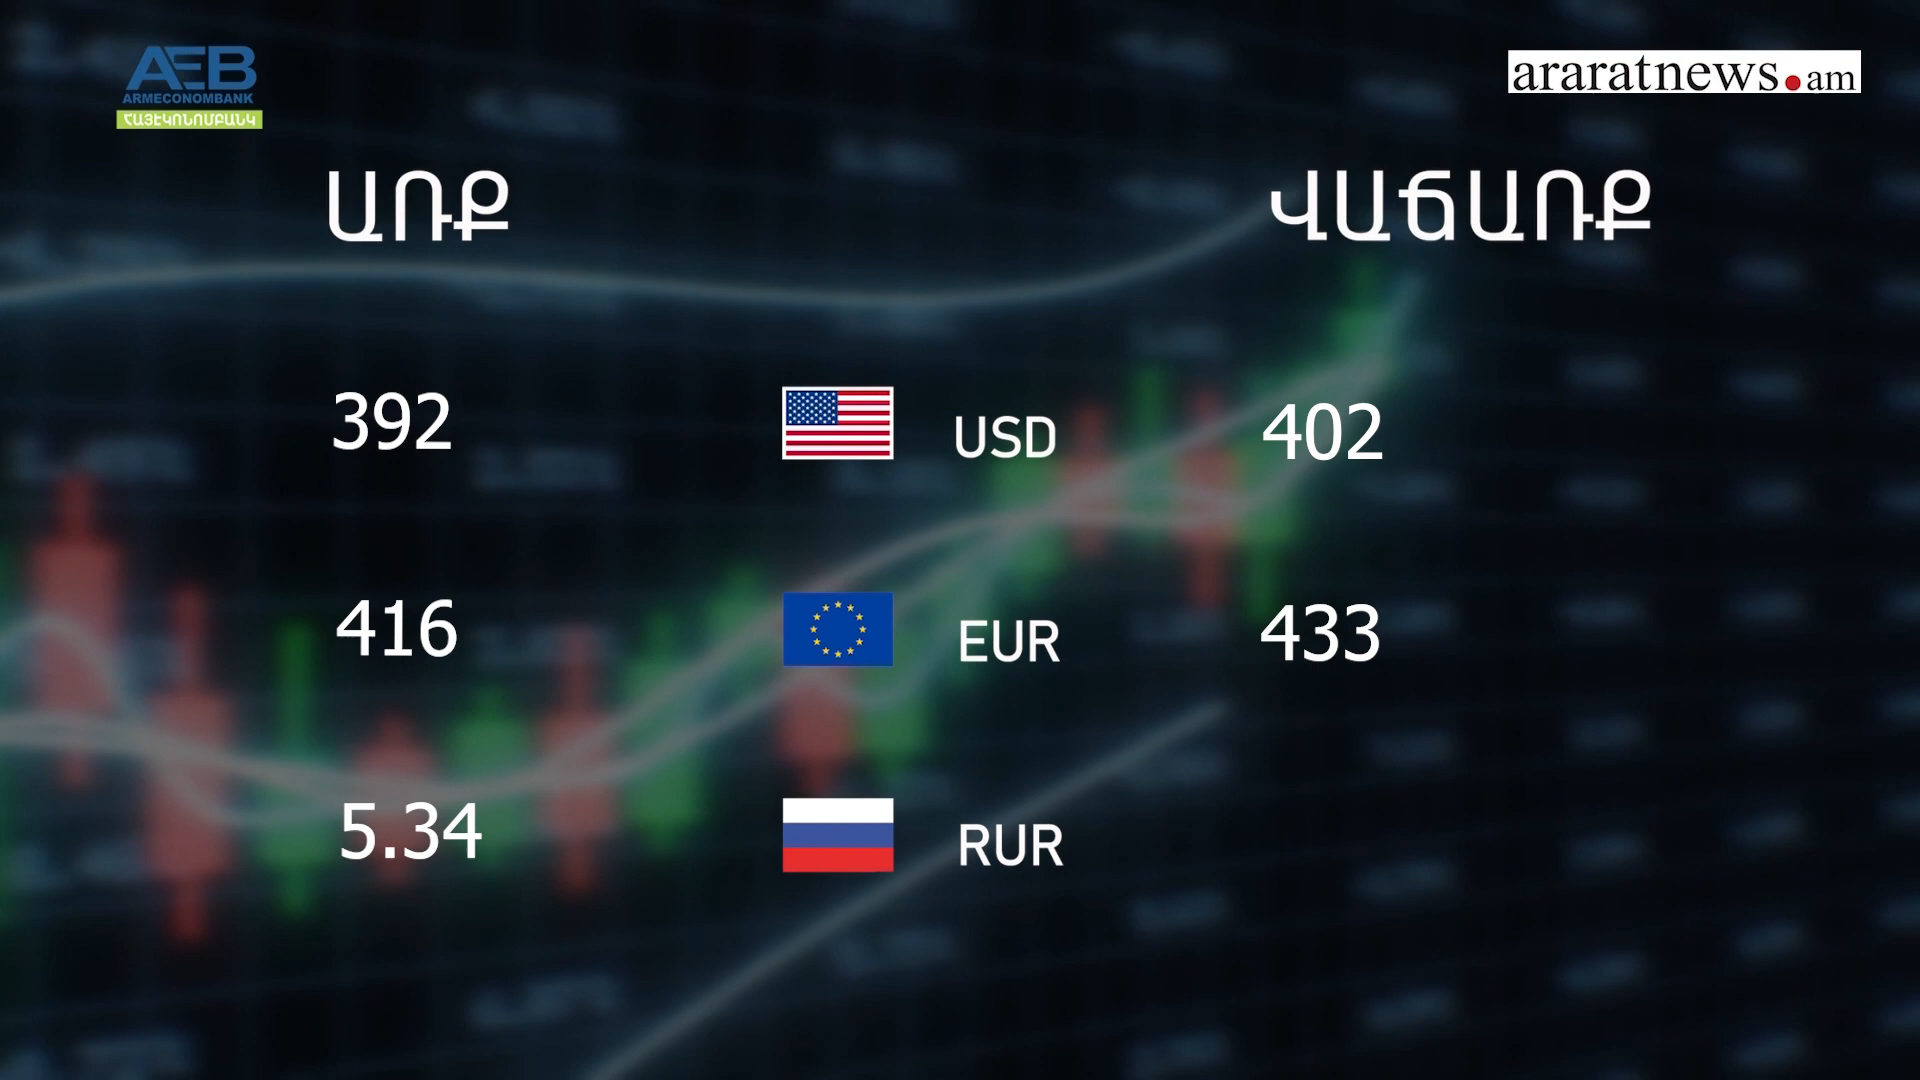 AEB
ARMECONOMBANK
ՀԱՅԷԿՈՆՈՄԲԱՆԿ
araratnews.am
ԱՌՔ ՎԱՃԱՌՔ
392 USD 402
416 EUR 433
5.34 RUR